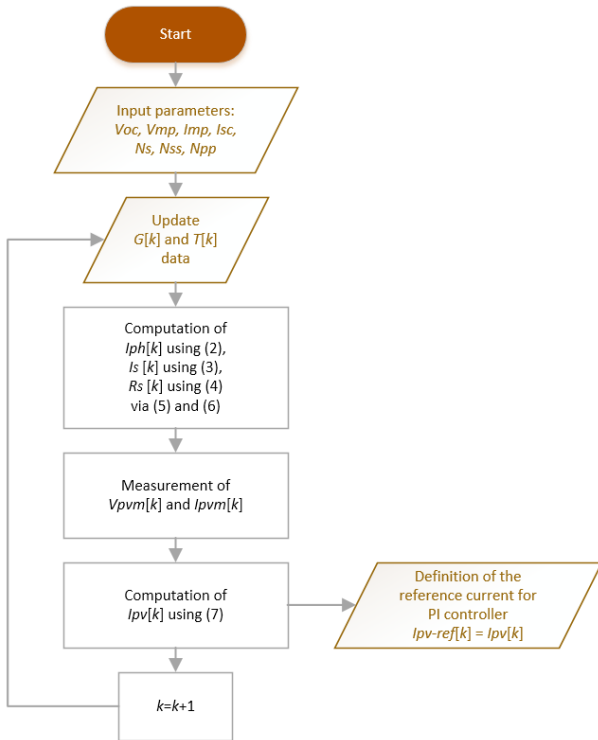 Start
Input parameters:
Voc, Vmp, Imp, Isc,
Ns, Nss, Npp
Update
G[k] and T[k]
data
Computation of
Iph[k] using (2),
Is [k] using (3),
Rs [k] using (4)
via (5) and (6)
Measurement of
Vpvm[k] and Ipvm[k]
Computation of
Ipv[k] using (7)
Definition of the
reference current for
PI controller
Ipv-ref[k] = Ipv[k]
k=k+1